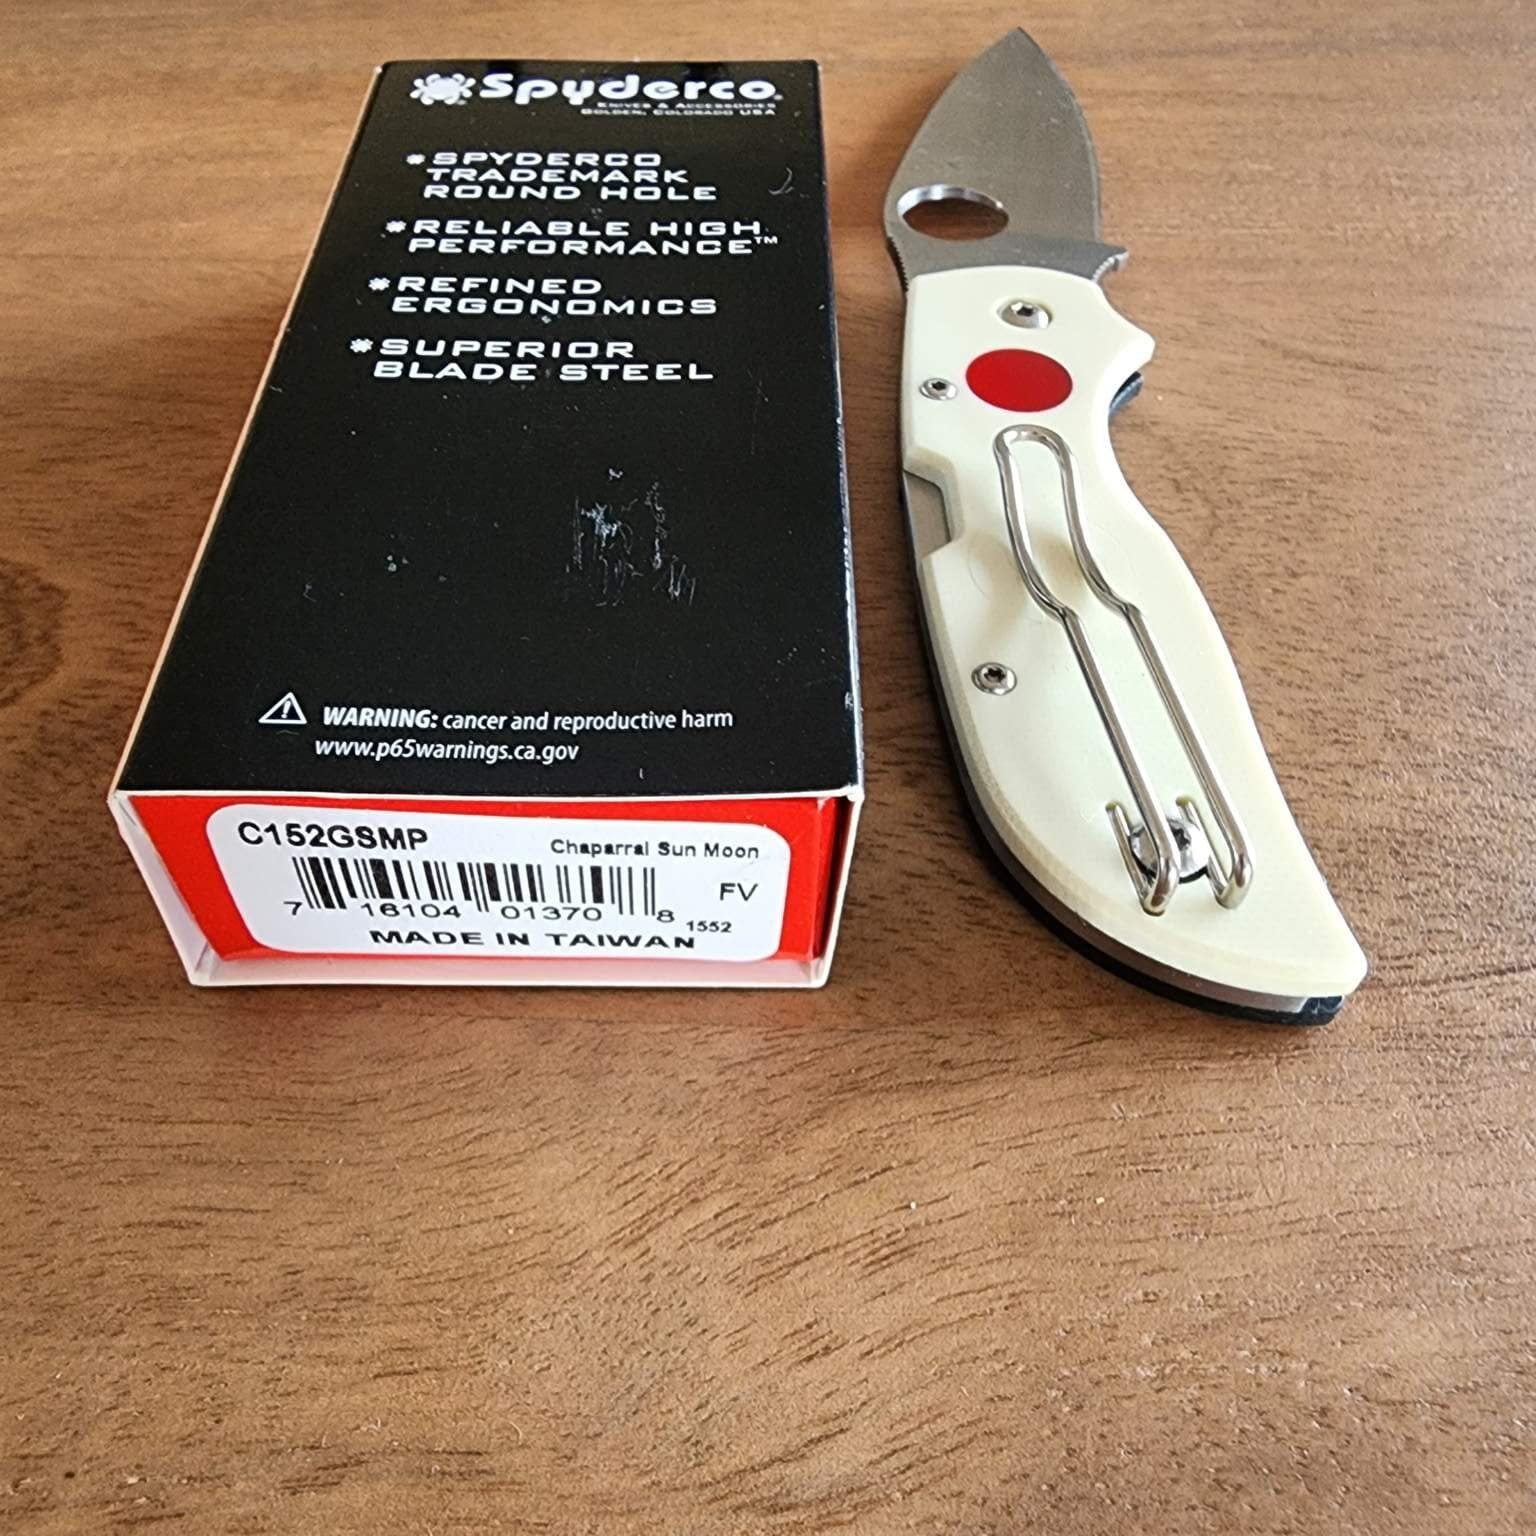 Spyderco
KNIVES & ACCESSORIES
GOLDEN, COLORADO USA
SPYDERCO
TRADEMARK
ROUND HOLE
RELIABLE HIGH
PERFORMANCE™
REFINED
ERGONOMICS
SUPERIOR
BLADE STEEL
WARNING: cancer and reproductive harm
www.p65warnings.ca.gov
C152GSMP
Chaparral Sun Moon
FV
7 16104 01370 8
1552
MADE IN TAIWAN